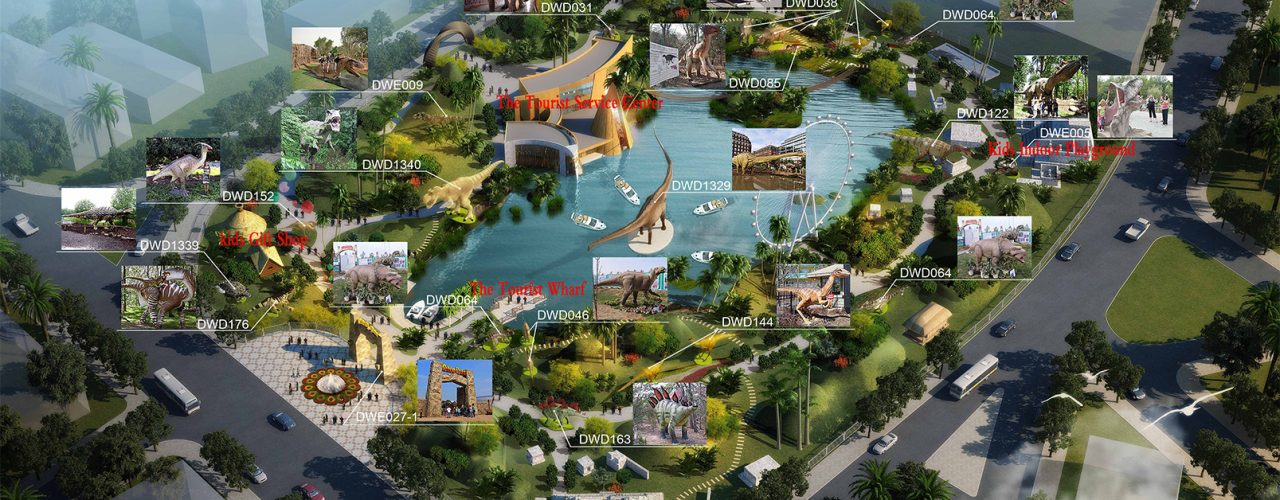 DWD031
DWD038
DWD064
DWE009
DWD085
The Tourist Service Center
DWD122
DWE005
Kids Indoor Playground
DWD1340
DWD152
DWD1329
kids Gift Shop
DWD1339
DWD064
The Tourist Wharf
DWD064
DWD176
DWD046
DWD144
DWE027-1
DWD163